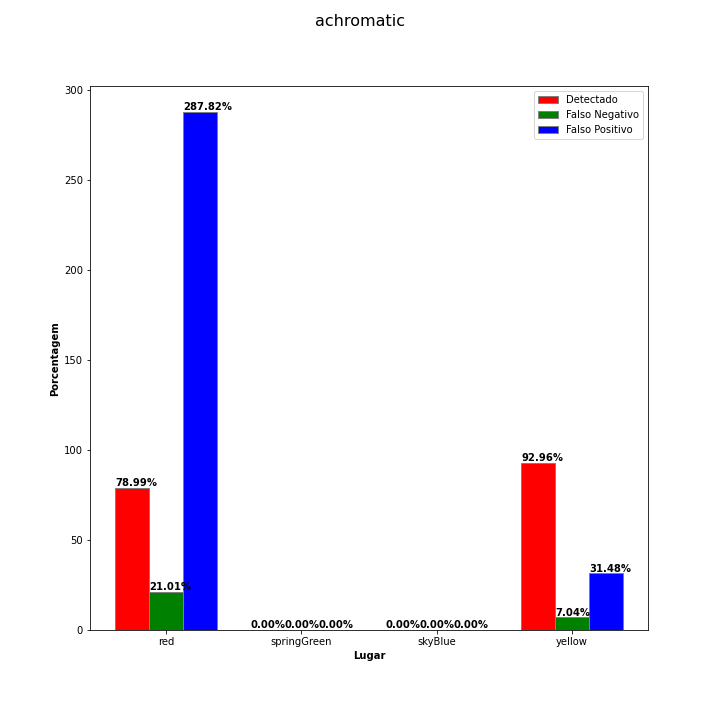 achromatic
Detectado
Falso Negativo
Falso Positivo
Porcentagem
300
250
200
150
100
50
0
287.82%
78.99%
21.01%
0.00%0.00%0.00%
0.00%0.00%0.00%
92.96%
7.04%
31.48%
red springGreen skyBlue yellow
Lugar